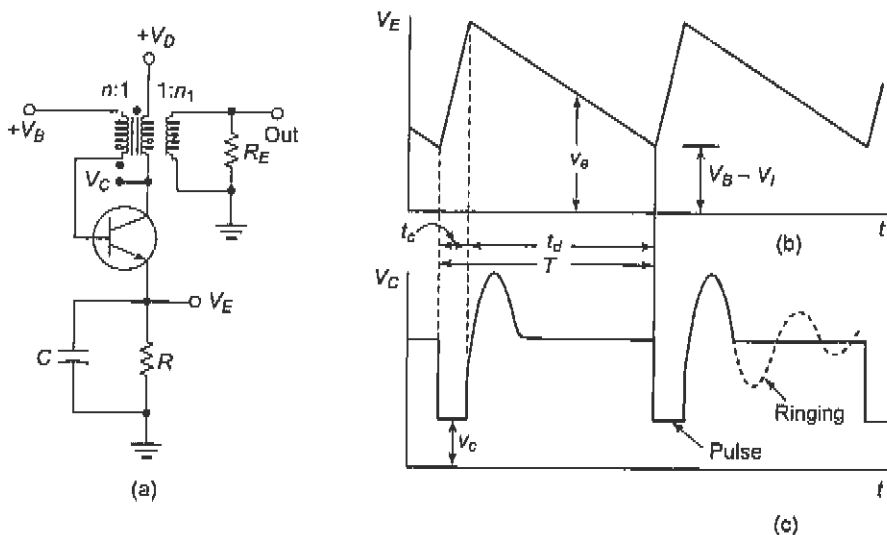 +V_D
n:1
1:n_1
+V_B
Out
R_E
V_C
V_E
C
R
(a)
V_E
v_e
V_B – V_I
t
t_c
t_d
(b)
T
V_C
Ringing
v_c
Pulse
t
(c)